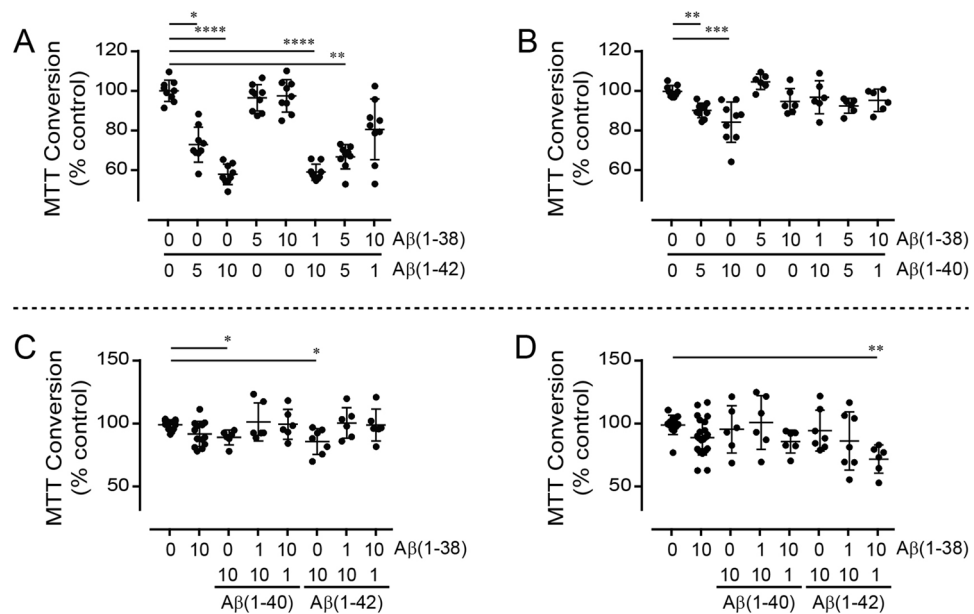 A
*
****
****
**
MTT Conversion
(% control)
120
100
80
60
0 0 0 5 10 1 5 10 Aβ(1-38)
0 5 10 0 0 10 5 1 Aβ(1-42)
B
**
***
MTT Conversion
(% control)
120
100
80
60
0 0 0 5 10 1 5 10 Aβ(1-38)
0 5 10 0 0 10 5 1 Aβ(1-40)
C
*
*
MTT Conversion
(% control)
150
100
50
0 10 0 1 10 0 1 10 Aβ(1-38)
10 10 1 10 10 1
Aβ(1-40) Aβ(1-42)
D
**
MTT Conversion
(% control)
150
100
50
0 10 0 1 10 0 1 10 Aβ(1-38)
10 10 1 10 10 1
Aβ(1-40) Aβ(1-42)